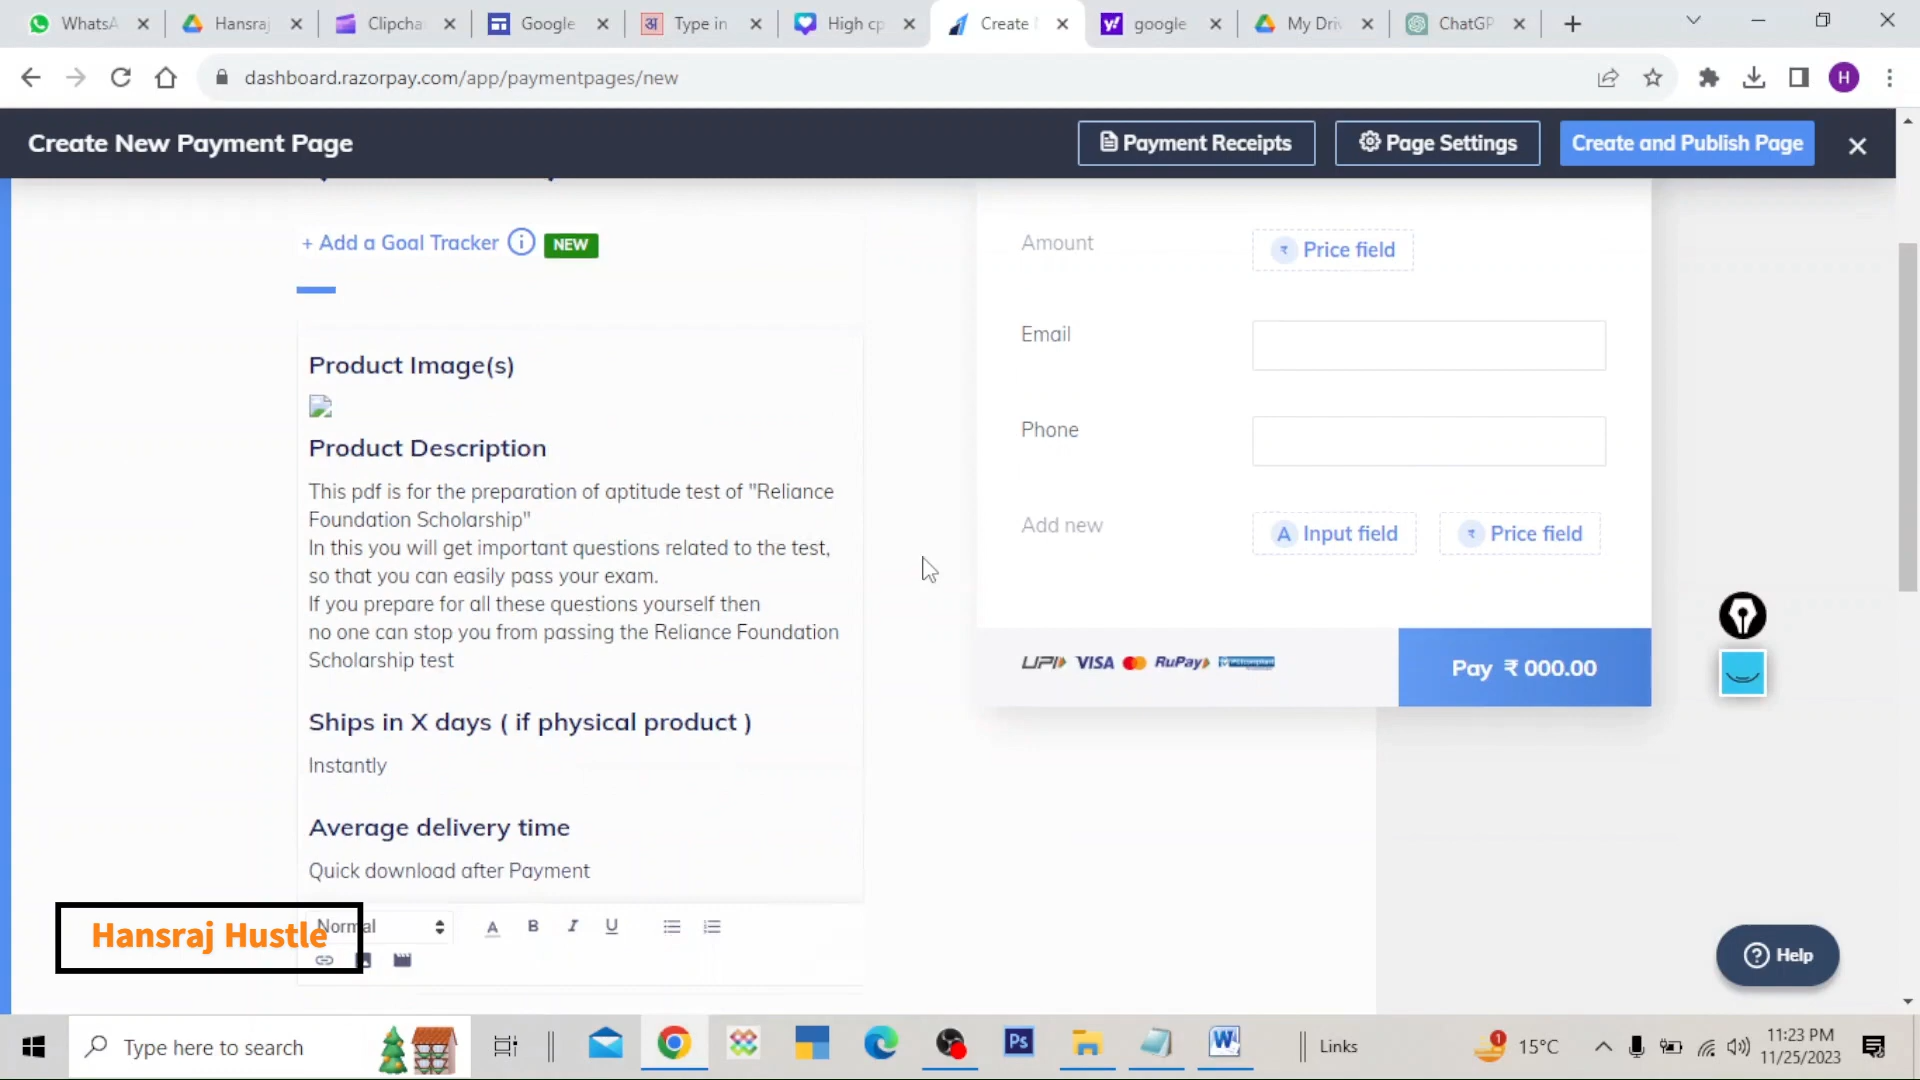 WhatsA
Hansraj
Clipcha
Google
Type in
High cp
Create
google
My Dri
ChatGP
dashboard.razorpay.com/app/paymentpages/new
H
Create New Payment Page
Payment Receipts
Page Settings
Create and Publish Page
+ Add a Goal Tracker
NEW
Product Image(s)
Product Description
This pdf is for the preparation of aptitude test of "Reliance
Foundation Scholarship"
In this you will get important questions related to the test,
so that you can easily pass your exam.
If you prepare for all these questions yourself then
no one can stop you from passing the Reliance Foundation
Scholarship test
Ships in X days ( if physical product )
Instantly
Average delivery time
Quick download after Payment
Normal
A B I U
Hansraj Hustle
Amount
₹ Price field
Email
Phone
Add new
A Input field
₹ Price field
UPI VISA RuPay
Pay ₹ 000.00
Help
Type here to search
Ps
W
Links
1
15°C
11:23 PM
11/25/2023